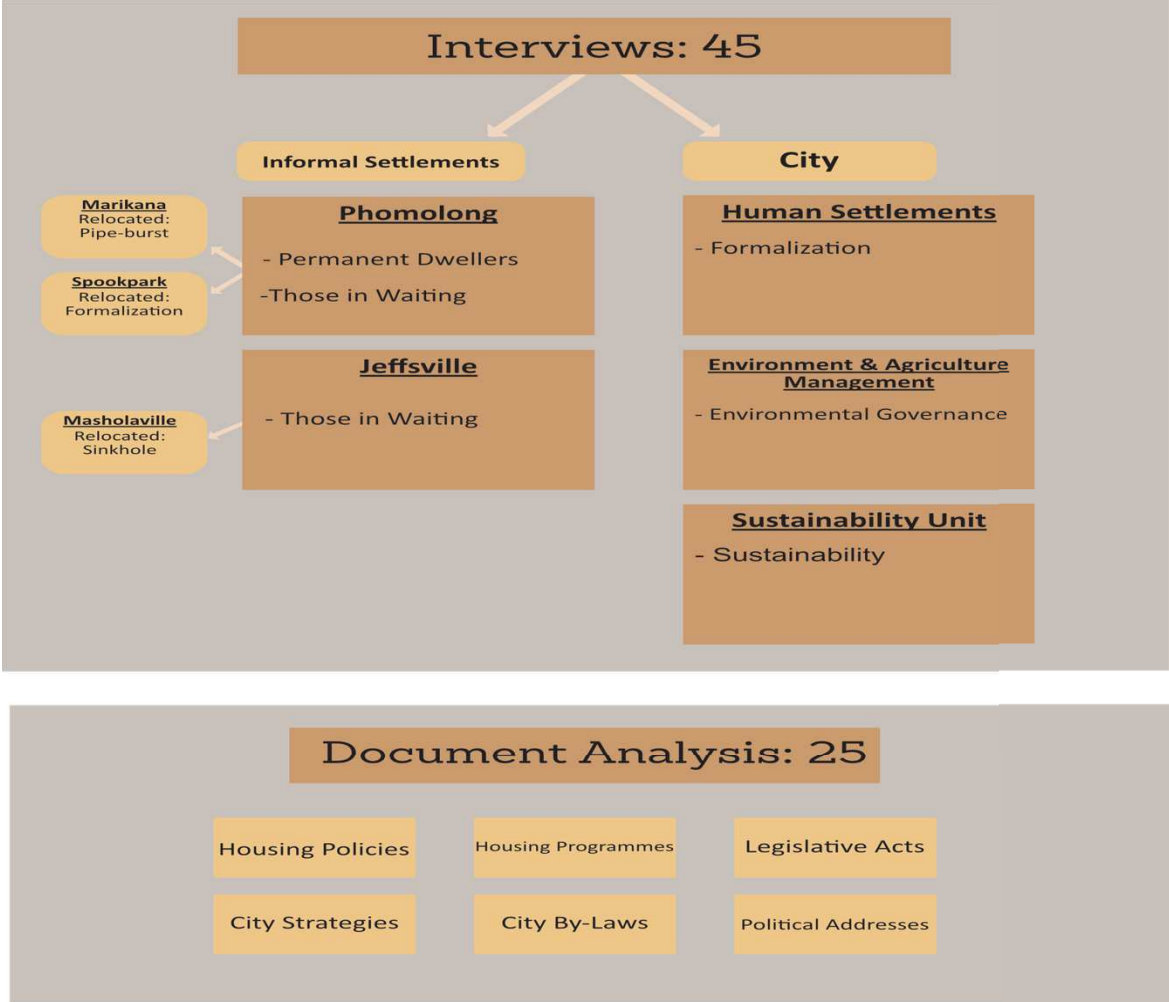 Interviews: 45
Informal Settlements
City
Marikana
Relocated:
Pipe-burst
Spookpark
Relocated:
Formalization
Phomolong
- Permanent Dwellers
-Those in Waiting
Human Settlements
- Formalization
Masholaville
Relocated:
Sinkhole
Jeffsville
- Those in Waiting
Environment & Agriculture
Management
- Environmental Governance
Sustainability Unit
- Sustainability
Document Analysis: 25
Housing Policies
Housing Programmes
Legislative Acts
City Strategies
City By-Laws
Political Addresses